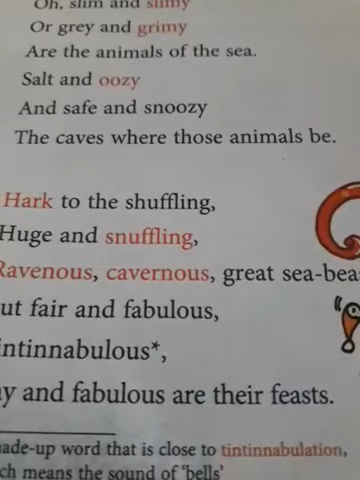 Oh, slim and slimy
Or grey and grimy
Are the animals of the sea.
Salt and oozy
And safe and snoozy
The caves where those animals be.
Hark to the shuffling,
Huge and snuffling,
Ravenous, cavernous, great sea-bea
ut fair and fabulous,
intinnabulous*,
y and fabulous are their feasts.
ade-up word that is close to tintinnabulation,
ch means the sound of ‘bells’